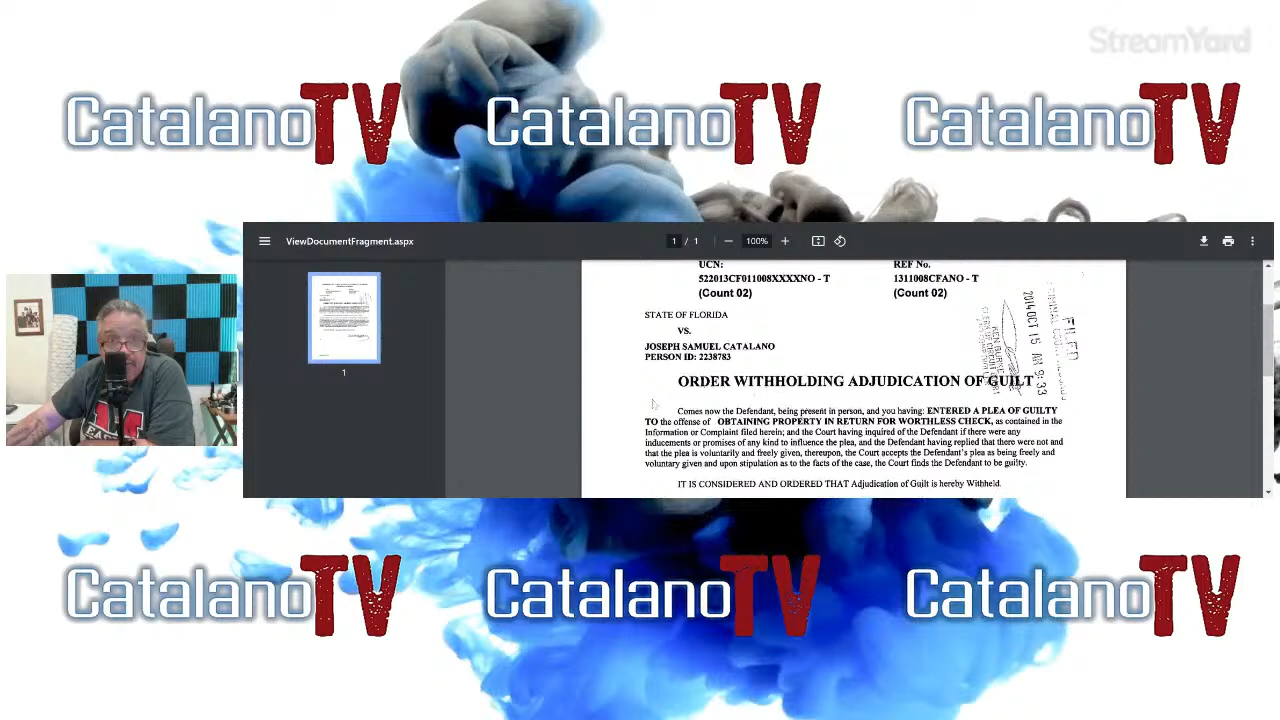 StreamYard
CatalanoTV CatalanoTV CatalanoTV
ViewDocumentFragment.aspx 1 / 1 100%
UCN: REF No.
522013CF011008XXXXNO - T 1311008CFANO - T
(Count 02) (Count 02)
STATE OF FLORIDA
VS.
JOSEPH SAMUEL CATALANO
PERSON ID: 2238783
FILED
2014 OCT 15 AM 9:33
KEN BURKE
ORDER WITHHOLDING ADJUDICATION OF GUILT
Comes now the Defendant, being present in person, and you having: ENTERED A PLEA OF GUILTY
TO the offense of OBTAINING PROPERTY IN RETURN FOR WORTHLESS CHECK, as contained in the
Information or Complaint filed herein; and the Court having inquired of the Defendant if there were any
inducements or promises of any kind to influence the plea, and the Defendant having replied that there were not and
that the plea is voluntarily and freely given, thereupon, the Court accepts the Defendant's plea as being freely and
voluntary given and upon stipulation as to the facts of the case, the Court finds the Defendant to be guilty.
IT IS CONSIDERED AND ORDERED THAT Adjudication of Guilt is hereby Withheld.
1
CatalanoTV CatalanoTV CatalanoTV